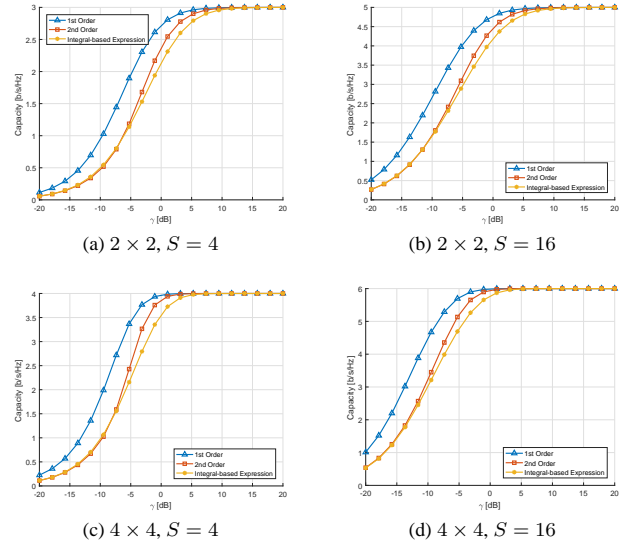 3
2.5
2
1.5
1
0.5
0
Capacity [b/s/Hz]
1st Order
2nd Order
Integral-based Expression
-20 -15 -10 -5 0 5 10 15 20
γ [dB]
(a) 2 × 2, S = 4
5
4.5
4
3.5
3
2.5
2
1.5
1
0.5
0
Capacity [b/s/Hz]
1st Order
2nd Order
Integral-based Expression
-20 -15 -10 -5 0 5 10 15 20
γ [dB]
(b) 2 × 2, S = 16
4
3.5
3
2.5
2
1.5
1
0.5
0
Capacity [b/s/Hz]
1st Order
2nd Order
Integral-based Expression
-20 -15 -10 -5 0 5 10 15 20
γ [dB]
(c) 4 × 4, S = 4
6
5
4
3
2
1
0
Capacity [b/s/Hz]
1st Order
2nd Order
Integral-based Expression
-20 -15 -10 -5 0 5 10 15 20
γ [dB]
(d) 4 × 4, S = 16